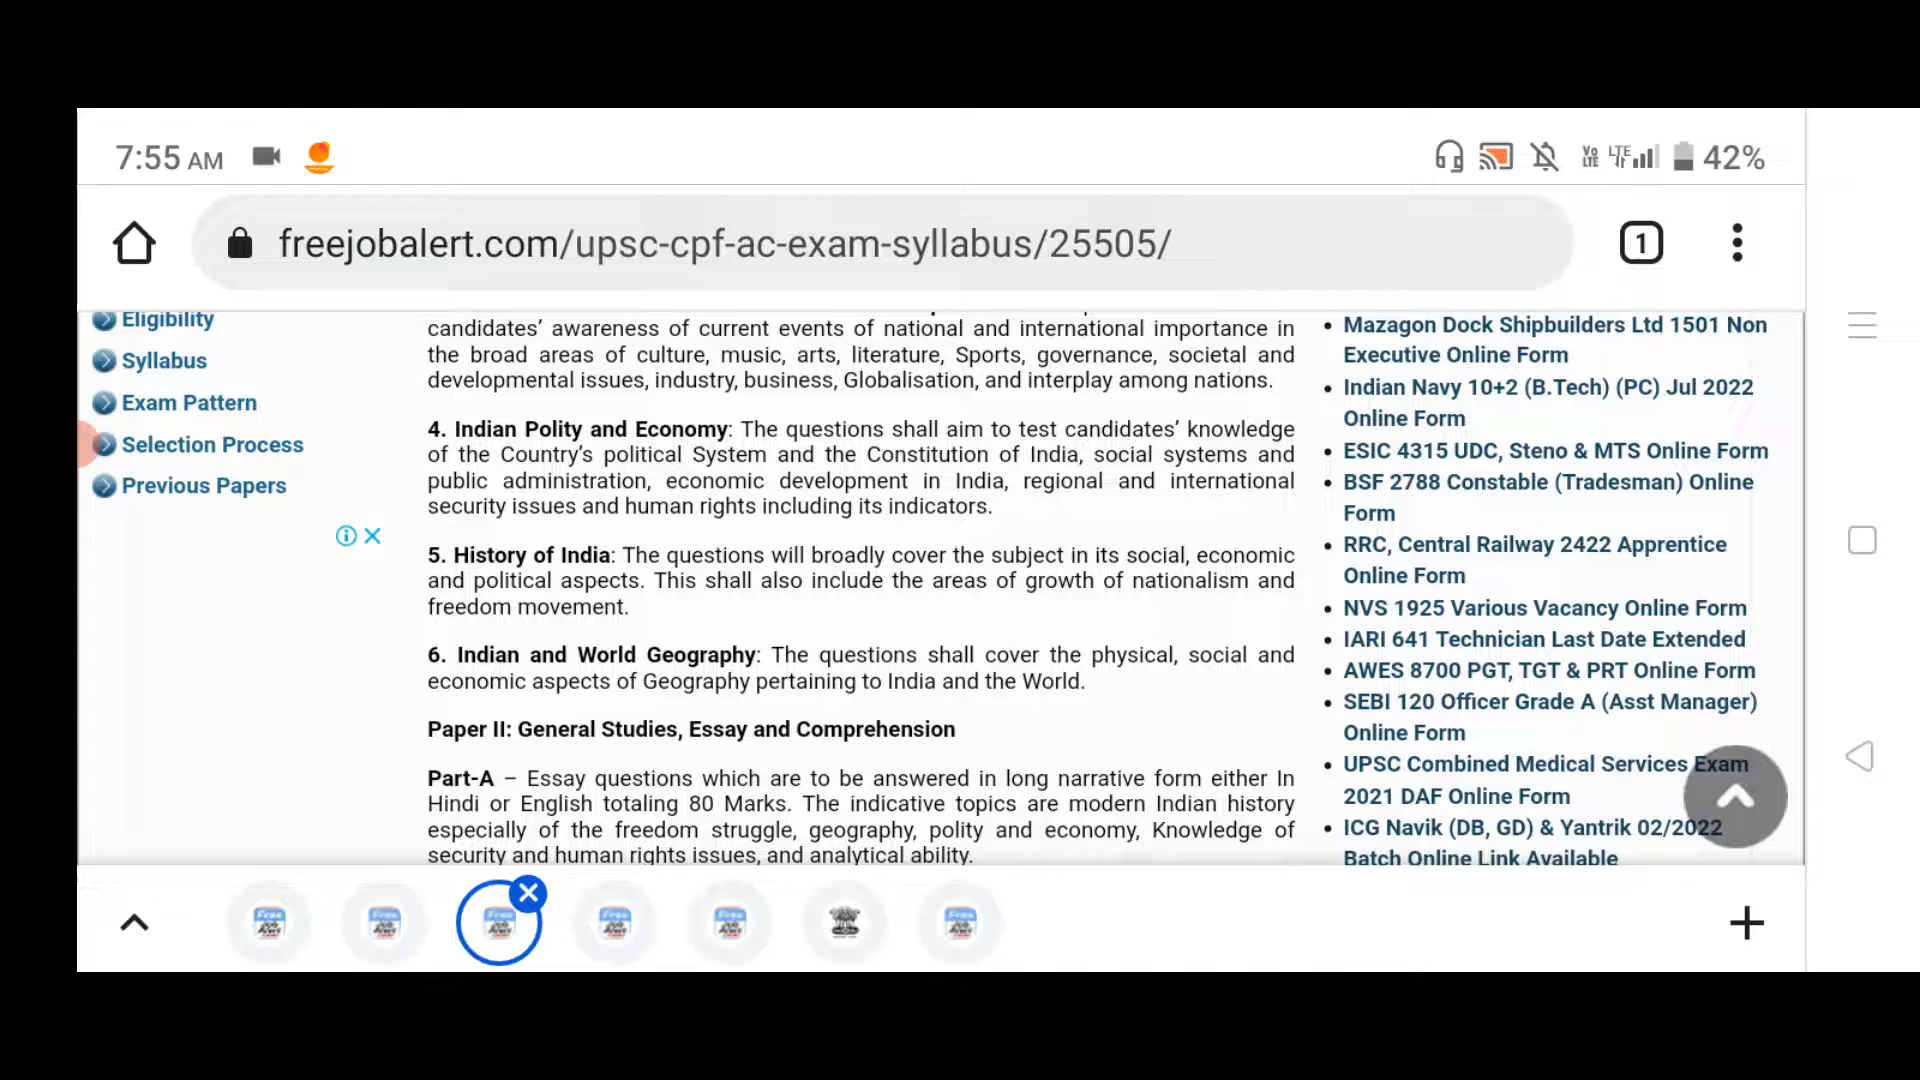 7:55 AM
Vo
LTE
LTE
42%
freejobalert.com/upsc-cpf-ac-exam-syllabus/25505/
1
Eligibility
Syllabus
Exam Pattern
Selection Process
Previous Papers
candidates’ awareness of current events of national and international importance in
the broad areas of culture, music, arts, literature, Sports, governance, societal and
developmental issues, industry, business, Globalisation, and interplay among nations.
4. Indian Polity and Economy: The questions shall aim to test candidates’ knowledge
of the Country’s political System and the Constitution of India, social systems and
public administration, economic development in India, regional and international
security issues and human rights including its indicators.
5. History of India: The questions will broadly cover the subject in its social, economic
and political aspects. This shall also include the areas of growth of nationalism and
freedom movement.
6. Indian and World Geography: The questions shall cover the physical, social and
economic aspects of Geography pertaining to India and the World.
Paper II: General Studies, Essay and Comprehension
Part-A – Essay questions which are to be answered in long narrative form either In
Hindi or English totaling 80 Marks. The indicative topics are modern Indian history
especially of the freedom struggle, geography, polity and economy, Knowledge of
security and human rights issues, and analytical ability.
Mazagon Dock Shipbuilders Ltd 1501 Non
Executive Online Form
Indian Navy 10+2 (B.Tech) (PC) Jul 2022
Online Form
ESIC 4315 UDC, Steno & MTS Online Form
BSF 2788 Constable (Tradesman) Online
Form
RRC, Central Railway 2422 Apprentice
Online Form
NVS 1925 Various Vacancy Online Form
IARI 641 Technician Last Date Extended
AWES 8700 PGT, TGT & PRT Online Form
SEBI 120 Officer Grade A (Asst Manager)
Online Form
UPSC Combined Medical Services Exam
2021 DAF Online Form
ICG Navik (DB, GD) & Yantrik 02/2022
Batch Online Link Available